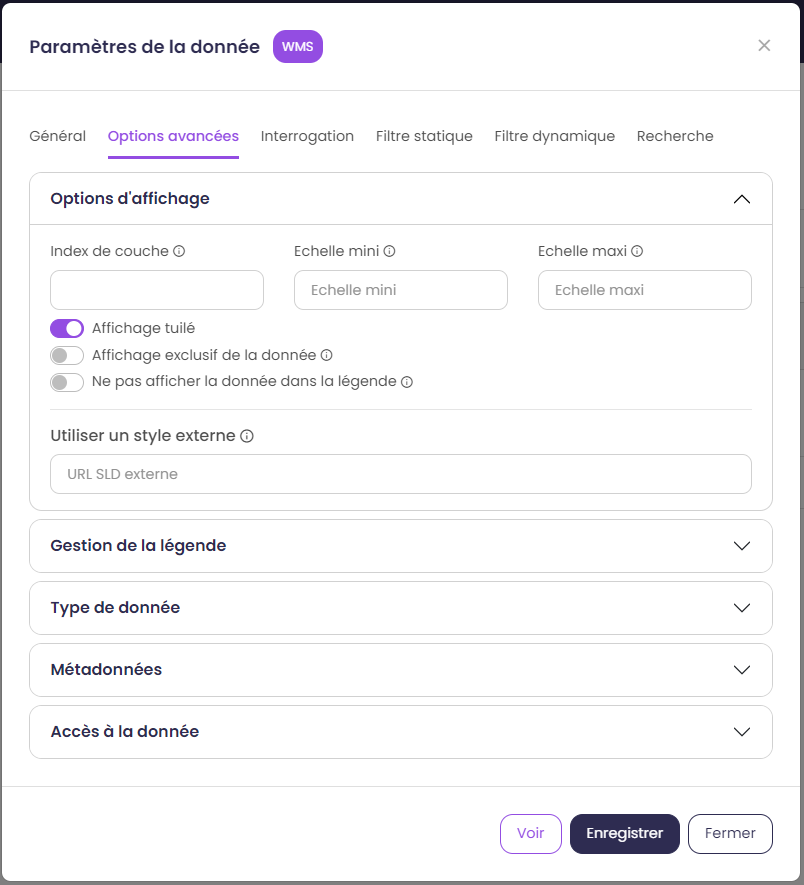 Paramètres de la donnée WMS
Général Options avancées Interrogation Filtre statique Filtre dynamique Recherche
Options d'affichage
Index de couche Echelle mini Echelle maxi
Echelle mini Echelle maxi
Affichage tuilé
Affichage exclusif de la donnée
Ne pas afficher la donnée dans la légende
Utiliser un style externe
URL SLD externe
Gestion de la légende
Type de donnée
Métadonnées
Accès à la donnée
Voir Enregistrer Fermer